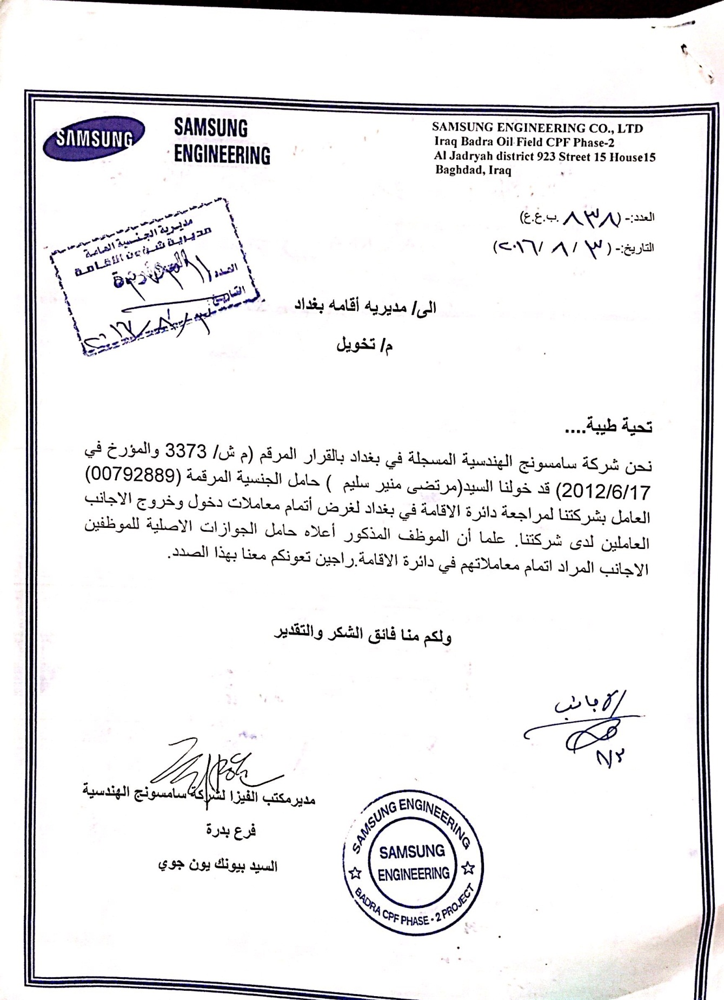 SAMSUNG
SAMSUNG
ENGINEERING
SAMSUNG ENGINEERING CO., LTD
Iraq Badra Oil Field CPF Phase-2
Al Jadryah district 923 Street 15 House15
Baghdad, Iraq
العدد:- (٨٣٨ .ب.غ.ع)
التاريخ:- (٣ / ٨ / ٢٠١٦)
مديرية الجنسية العامة
مديرية شؤون الأقامة
العدد
التاريخ:
الى/ مديريه أقامه بغداد
م/ تخويل
تحية طيبة....
نحن شركة سامسونج الهندسية المسجلة في بغداد بالقرار المرقم (م ش/ 3373 والمؤرخ في
2012/6/17) قد خولنا السيد(مرتضى منير سليم ) حامل الجنسية المرقمة (00792889)
العامل بشركتنا لمراجعة دائرة الاقامة في بغداد لغرض أتمام معاملات دخول وخروج الاجانب
العاملين لدى شركتنا. علما أن الموظف المذكور أعلاه حامل الجوازات الاصلية للموظفين
الاجانب المراد اتمام معاملاتهم في دائرة الاقامة.راجين تعونكم معنا بهذا الصدد.
ولكم منا فائق الشكر والتقدير
الاجانب
٨/٣
مديرمكتب الفيزا لشركة سامسونج الهندسية
فرع بدرة
السيد بيونك يون جوي
SAMSUNG ENGINEERING
SAMSUNG
ENGINEERING
BADRA CPF PHASE - 2 PROJECT